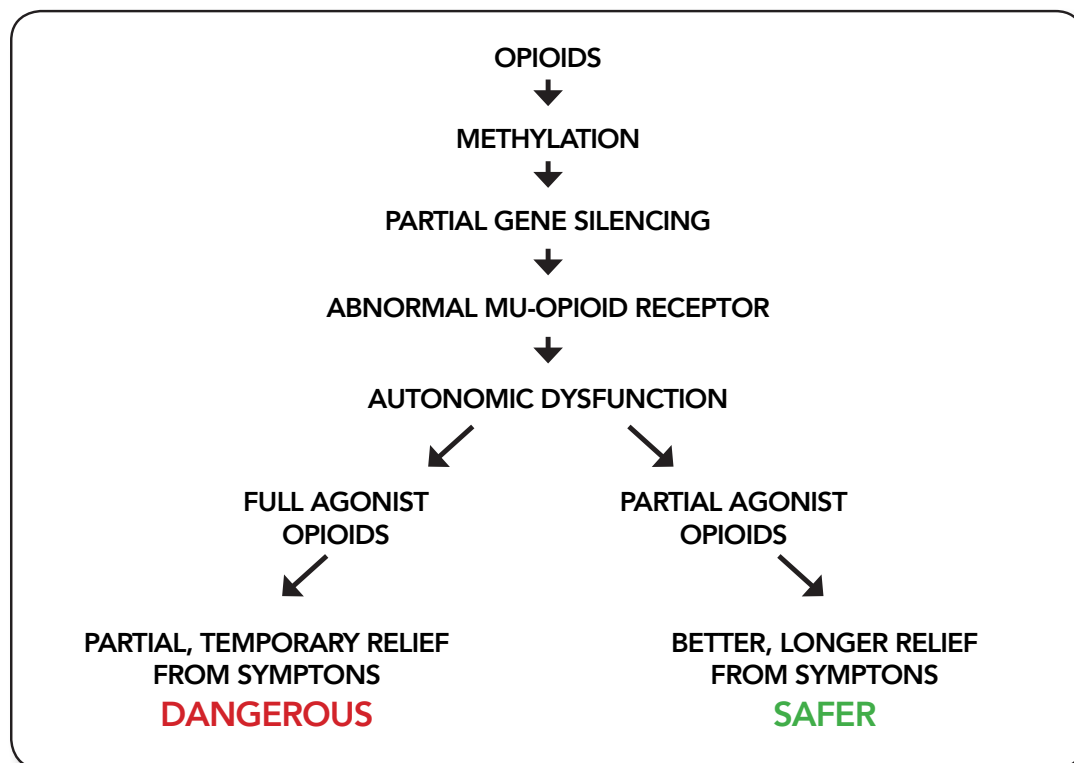 OPIOIDS
METHYLATION
PARTIAL GENE SILENCING
ABNORMAL MU-OPIOID RECEPTOR
AUTONOMIC DYSFUNCTION
FULL AGONIST
OPIOIDS
PARTIAL AGONIST
OPIOIDS
PARTIAL, TEMPORARY RELIEF
FROM SYMPTONS
DANGEROUS
BETTER, LONGER RELIEF
FROM SYMPTONS
SAFER